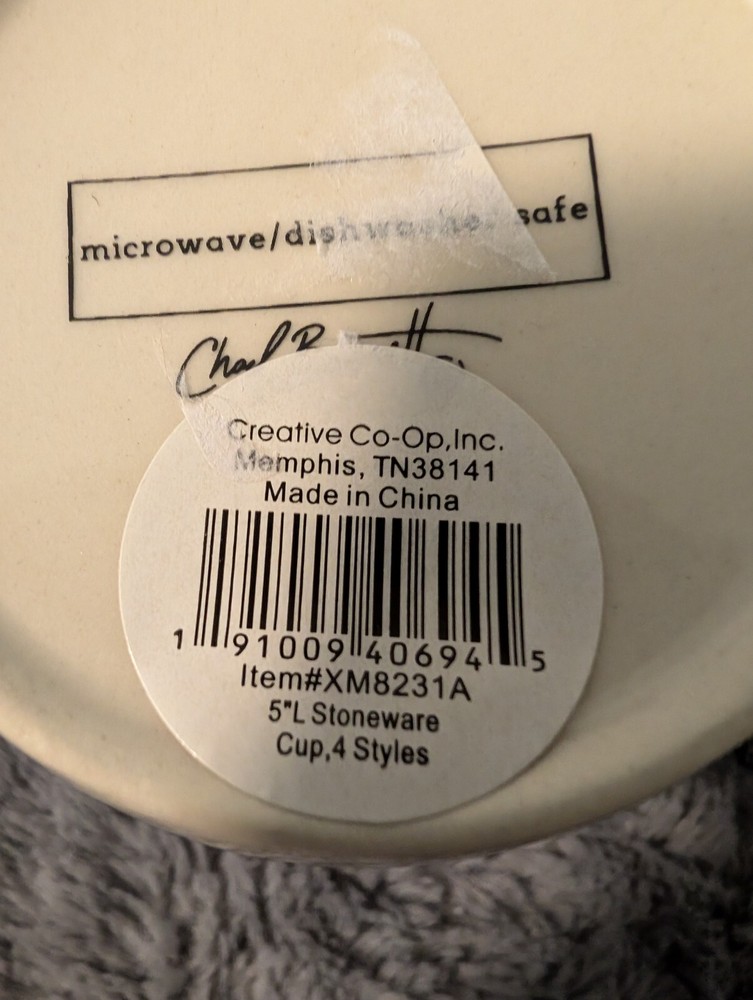 microwave/dishwasher safe
Chad
Creative Co-Op,Inc.
Memphis, TN38141
Made in China
1 91009 40694 5
Item#XM8231A
5"L Stoneware
Cup,4 Styles